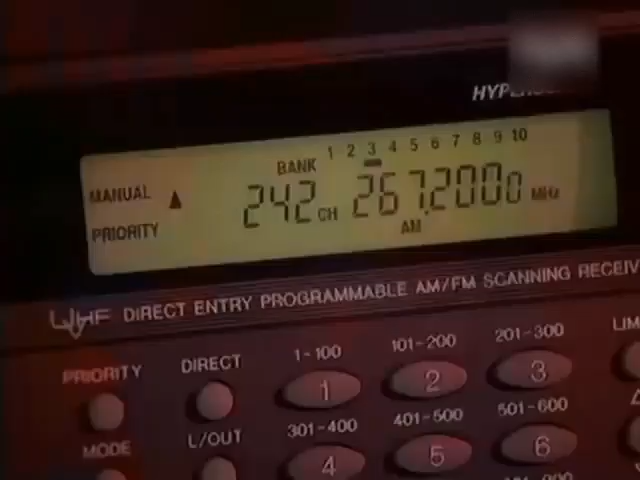 BANK 1 2 3 4 5 6 7 8 9 10
MANUAL ▲ 242 CH 267.2000 MHz
PRIORITY AM
UHF DIRECT ENTRY PROGRAMMABLE AM/FM SCANNING
PRIORITY DIRECT 1-100 101-200 201-300
1 2 3
MODE L/OUT 301-400 401-500 501-600
4 5 6